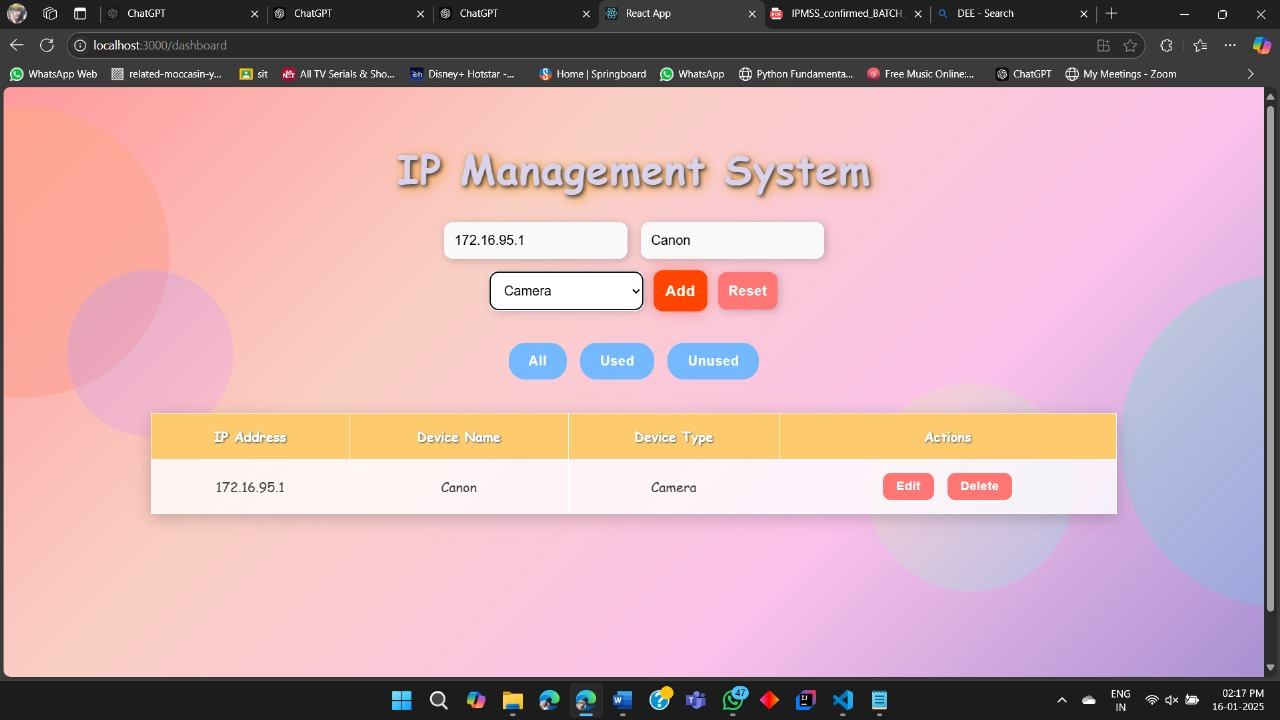 ChatGPT ChatGPT ChatGPT React App IPMSS_confirmed_BATCH_ DEE - Search
localhost:3000/dashboard
WhatsApp Web related-moccasin-y... sit All TV Serials & Sho... Disney+ Hotstar -... Home | Springboard WhatsApp Python Fundamenta... Free Music Online:... ChatGPT My Meetings - Zoom
IP Management System
172.16.95.1 Canon
Camera Add Reset
All Used Unused
IP Address Device Name Device Type Actions
172.16.95.1 Canon Camera Edit Delete
47 ENG 02:17 PM
IN 16-01-2025